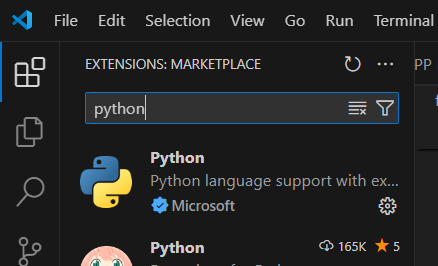 File Edit Selection View Go Run Terminal
EXTENSIONS: MARKETPLACE
PP
python
Python
Python language support with ex...
Microsoft
Python
165K 5